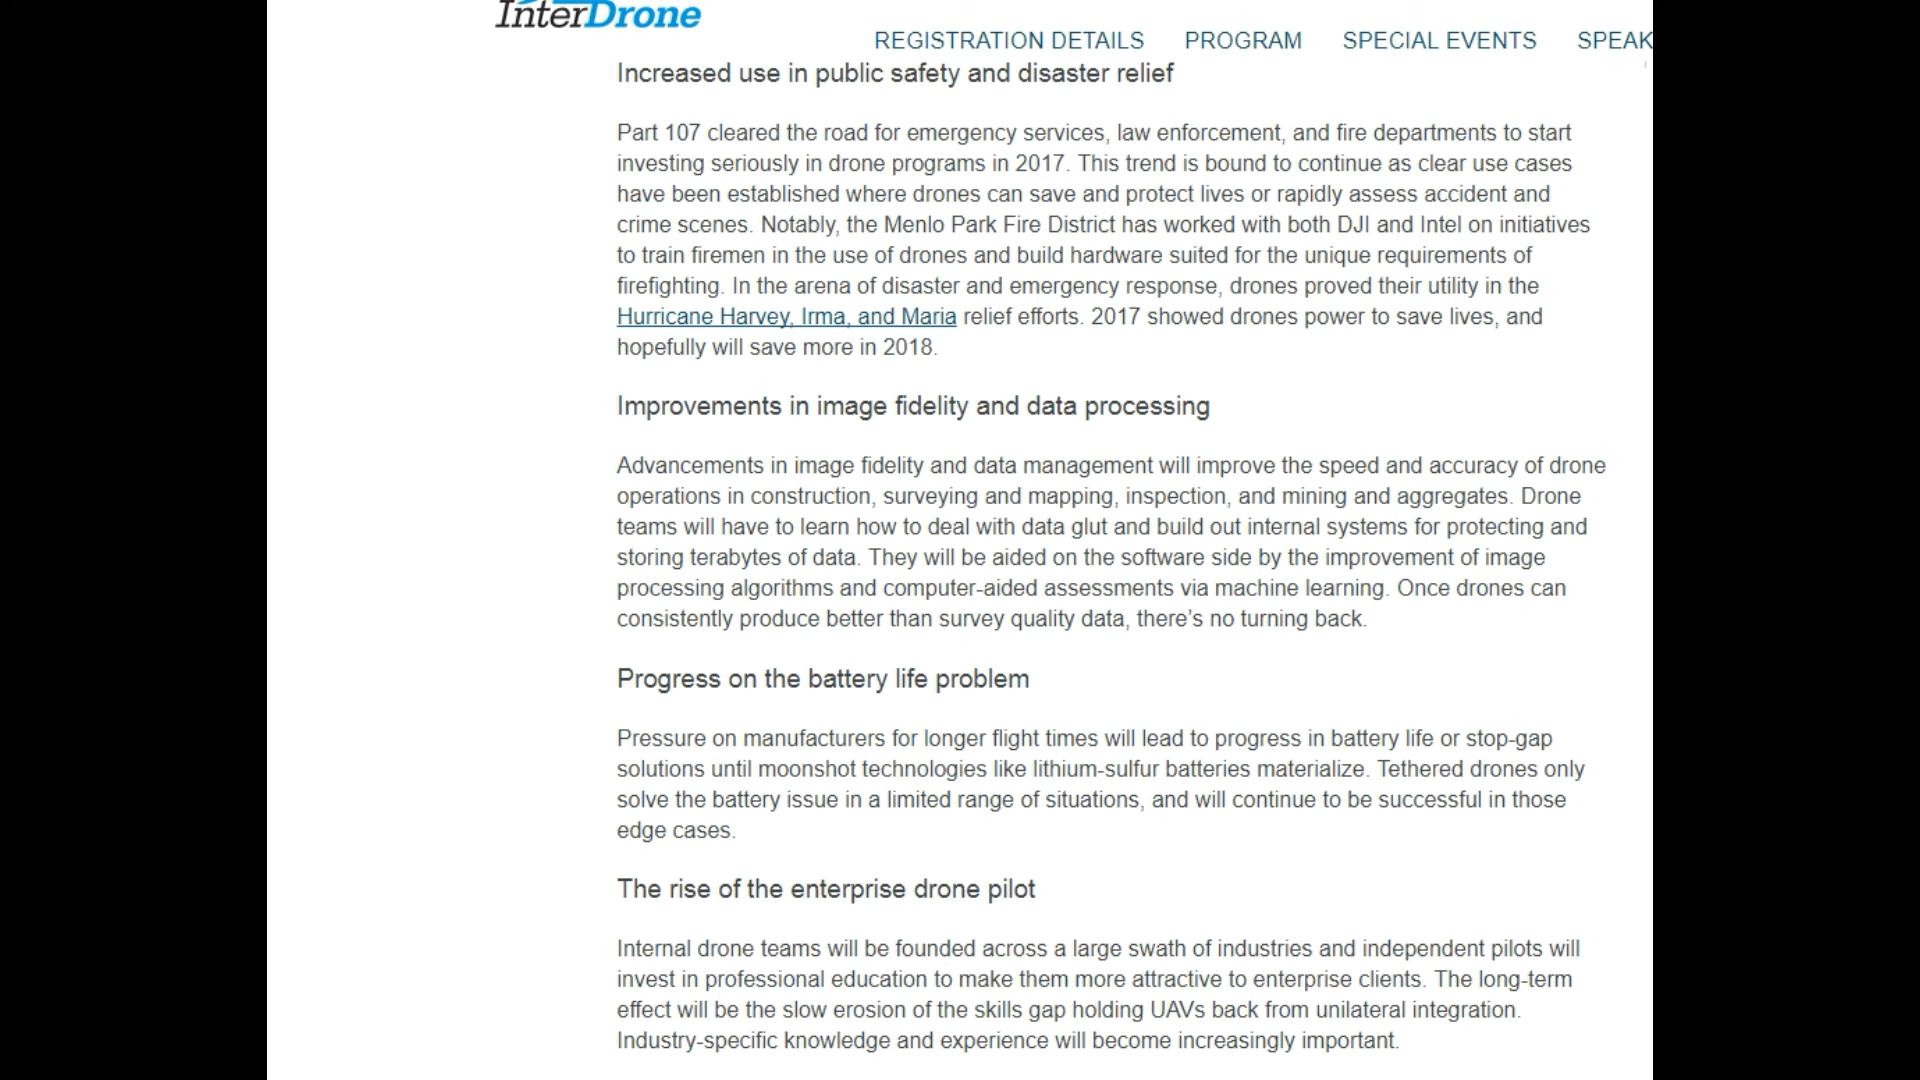 InterDrone
REGISTRATION DETAILS PROGRAM SPECIAL EVENTS SPEAK
Increased use in public safety and disaster relief
Part 107 cleared the road for emergency services, law enforcement, and fire departments to start
investing seriously in drone programs in 2017. This trend is bound to continue as clear use cases
have been established where drones can save and protect lives or rapidly assess accident and
crime scenes. Notably, the Menlo Park Fire District has worked with both DJI and Intel on initiatives
to train firemen in the use of drones and build hardware suited for the unique requirements of
firefighting. In the arena of disaster and emergency response, drones proved their utility in the
Hurricane Harvey, Irma, and Maria relief efforts. 2017 showed drones power to save lives, and
hopefully will save more in 2018.
Improvements in image fidelity and data processing
Advancements in image fidelity and data management will improve the speed and accuracy of drone
operations in construction, surveying and mapping, inspection, and mining and aggregates. Drone
teams will have to learn how to deal with data glut and build out internal systems for protecting and
storing terabytes of data. They will be aided on the software side by the improvement of image
processing algorithms and computer-aided assessments via machine learning. Once drones can
consistently produce better than survey quality data, there’s no turning back.
Progress on the battery life problem
Pressure on manufacturers for longer flight times will lead to progress in battery life or stop-gap
solutions until moonshot technologies like lithium-sulfur batteries materialize. Tethered drones only
solve the battery issue in a limited range of situations, and will continue to be successful in those
edge cases.
The rise of the enterprise drone pilot
Internal drone teams will be founded across a large swath of industries and independent pilots will
invest in professional education to make them more attractive to enterprise clients. The long-term
effect will be the slow erosion of the skills gap holding UAVs back from unilateral integration.
Industry-specific knowledge and experience will become increasingly important.